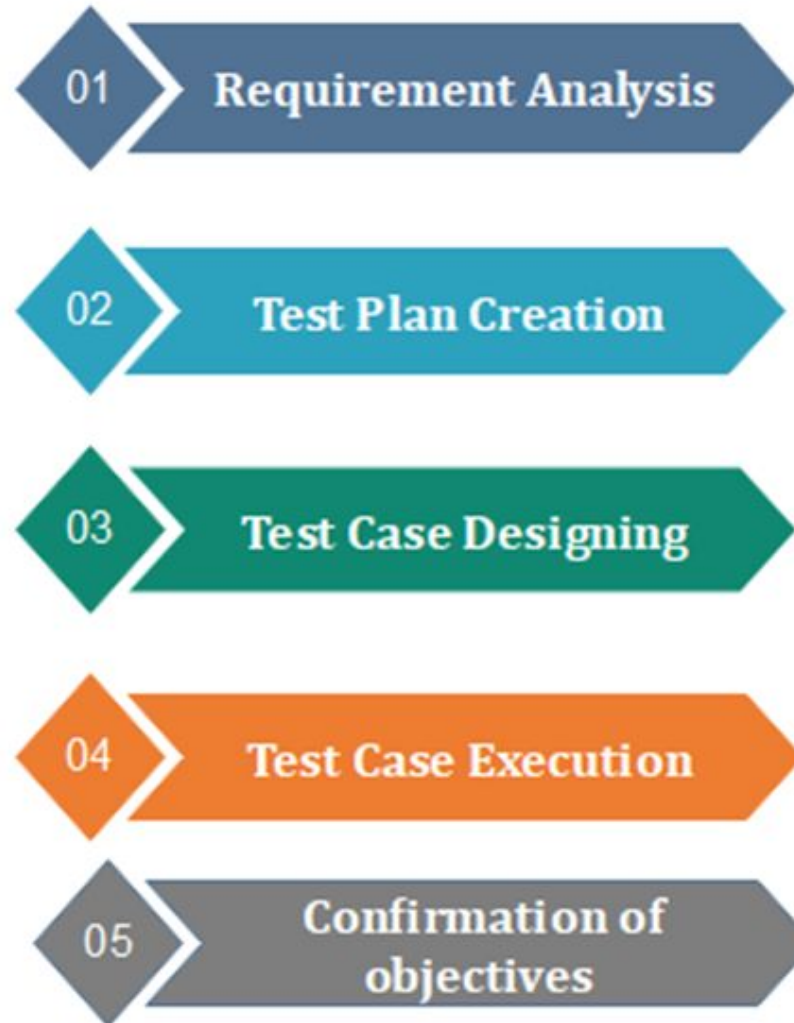 01 Requirement Analysis
02 Test Plan Creation
03 Test Case Designing
04 Test Case Execution
05 Confirmation of
objectives